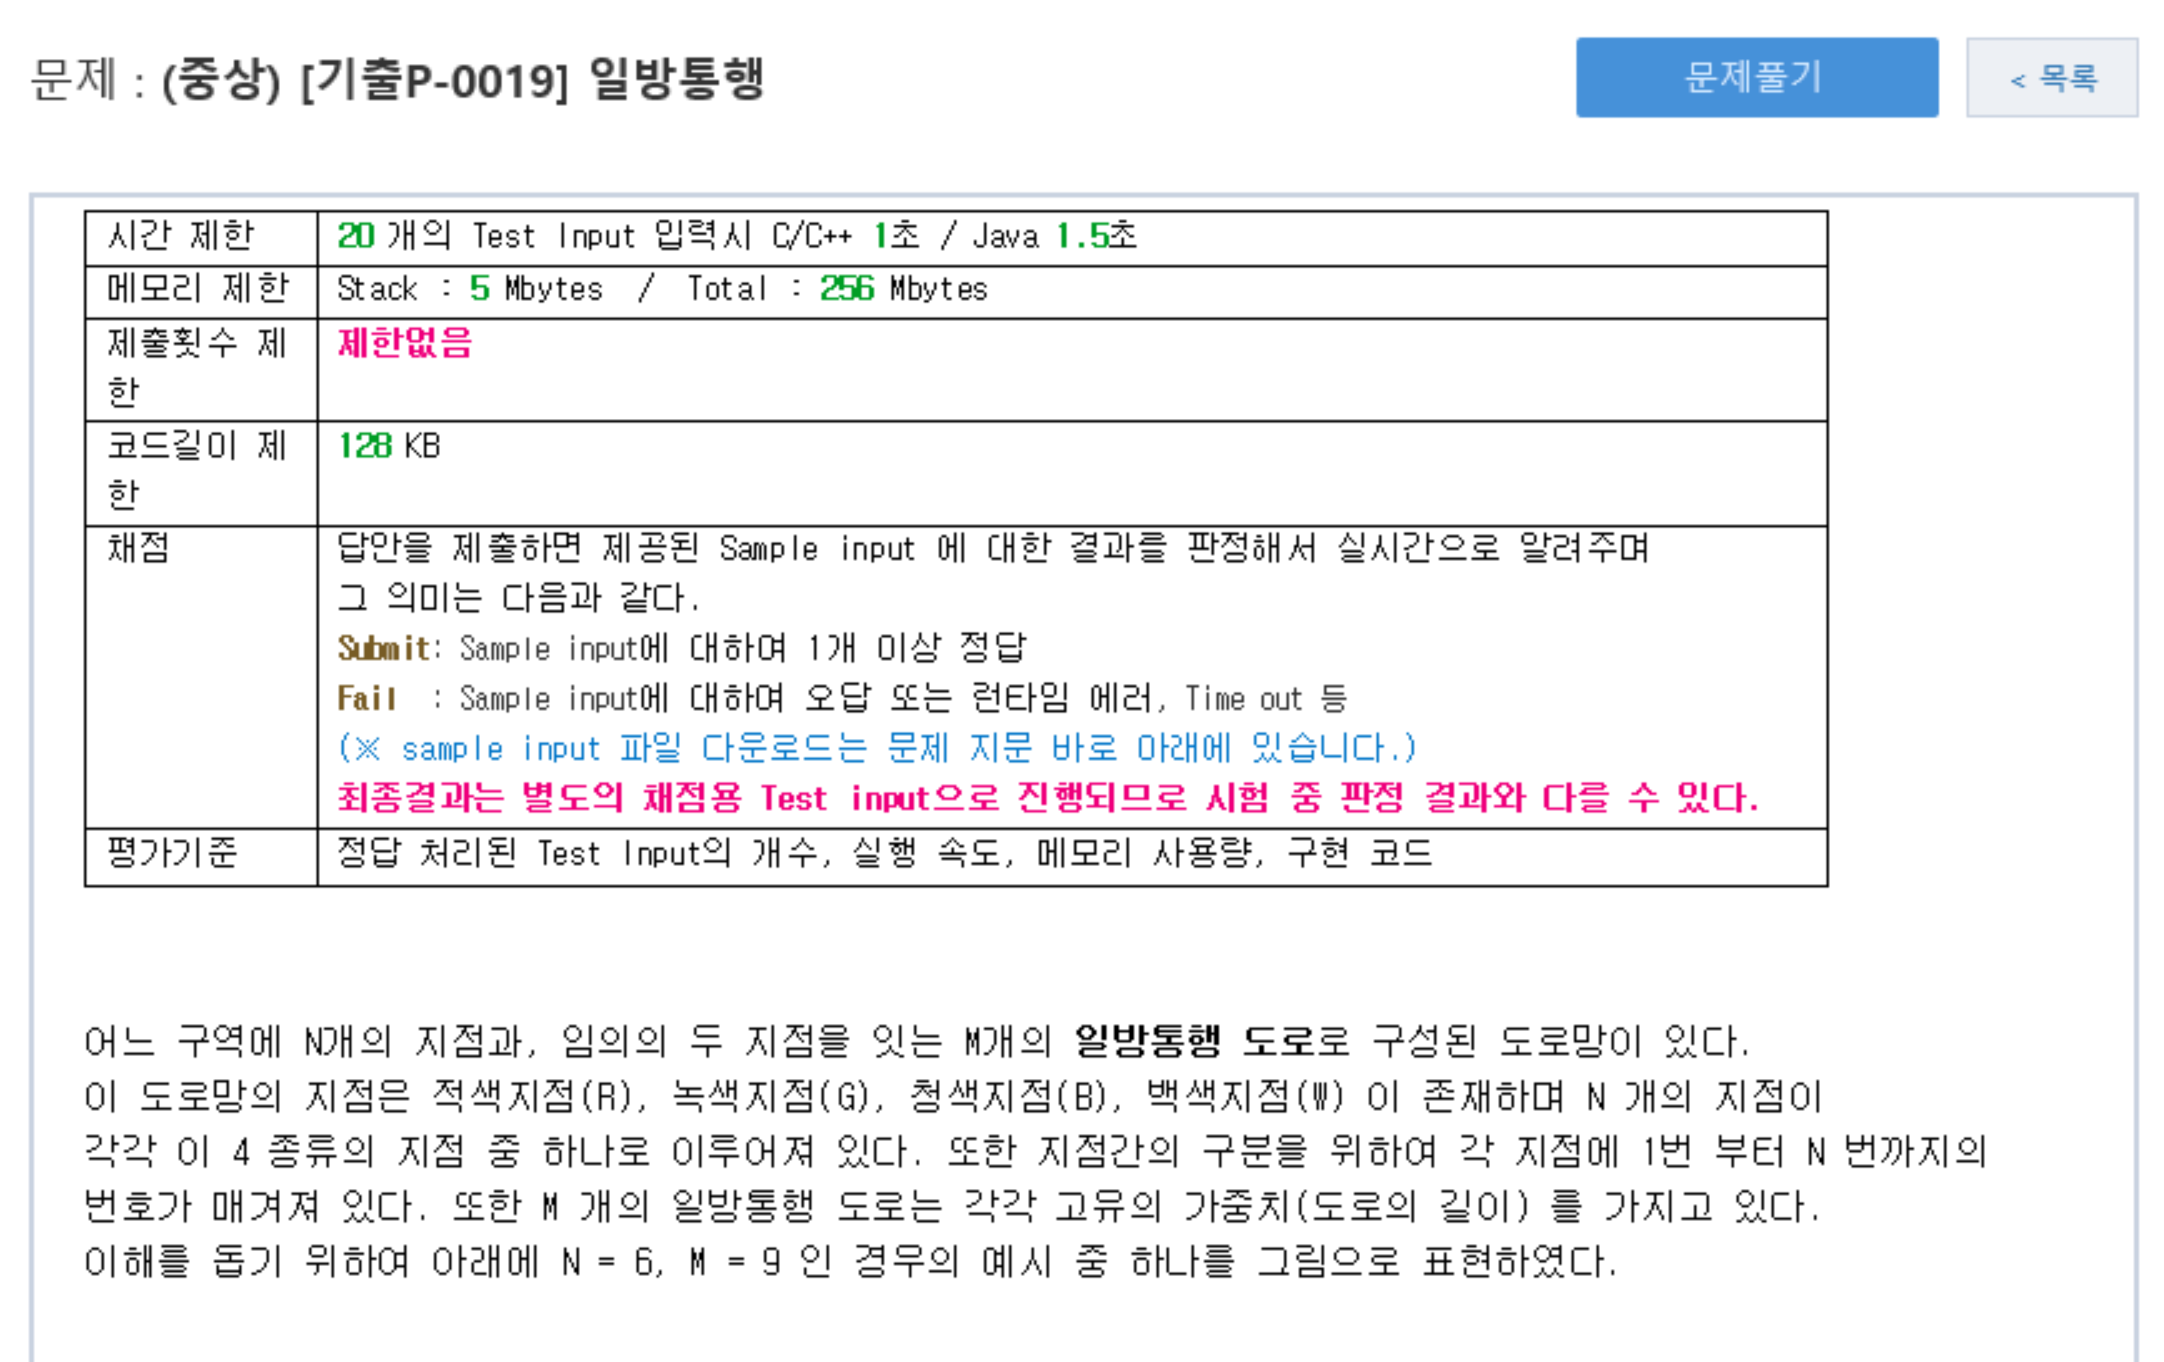 문제 : (중상) [기출P-0019] 일방통행
문제풀기
< 목록
시간 제한
20 개의 Test Input 입력시 C/C++ 1초 / Java 1.5초
메모리 제한
Stack : 5 Mbytes / Total : 256 Mbytes
제출횟수 제
한
제한없음
코드길이 제
한
128 KB
채점
답안을 제출하면 제공된 Sample input 에 대한 결과를 판정해서 실시간으로 알려주며
그 의미는 다음과 같다.
Submit: Sample input에 대하여 1개 이상 정답
Fail : Sample input에 대하여 오답 또는 런타임 에러, Time out 등
(※ sample input 파일 다운로드는 문제 지문 바로 아래에 있습니다.)
최종결과는 별도의 채점용 Test input으로 진행되므로 시험 중 판정 결과와 다를 수 있다.
평가기준
정답 처리된 Test Input의 개수, 실행 속도, 메모리 사용량, 구현 코드
어느 구역에 N개의 지점과, 임의의 두 지점을 잇는 M개의 일방통행 도로로 구성된 도로망이 있다.
이 도로망의 지점은 적색지점(R), 녹색지점(G), 청색지점(B), 백색지점(W) 이 존재하며 N 개의 지점이
각각 이 4 종류의 지점 중 하나로 이루어져 있다. 또한 지점간의 구분을 위하여 각 지점에 1번 부터 N 번까지의
번호가 매겨져 있다. 또한 M 개의 일방통행 도로는 각각 고유의 가중치(도로의 길이) 를 가지고 있다.
이해를 돕기 위하여 아래에 N = 6, M = 9 인 경우의 예시 중 하나를 그림으로 표현하였다.